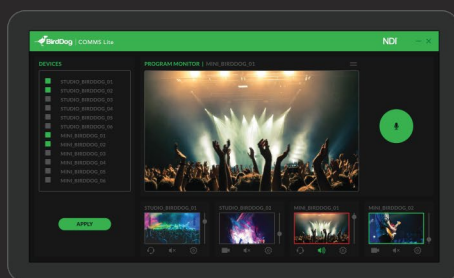 BirdDog | COMMS Lite
NDI
DEVICES
STUDIO_BIRDDOG_01
STUDIO_BIRDDOG_02
STUDIO_BIRDDOG_03
STUDIO_BIRDDOG_04
STUDIO_BIRDDOG_05
STUDIO_BIRDDOG_06
MINI_BIRDDOG_01
MINI_BIRDDOG_02
MINI_BIRDDOG_03
MINI_BIRDDOG_04
MINI_BIRDDOG_05
MINI_BIRDDOG_06
APPLY
PROGRAM MONITOR | MINI_BIRDDOG_01
STUDIO_BIRDDOG_01
STUDIO_BIRDDOG_02
MINI_BIRDDOG_01
MINI_BIRDDOG_02